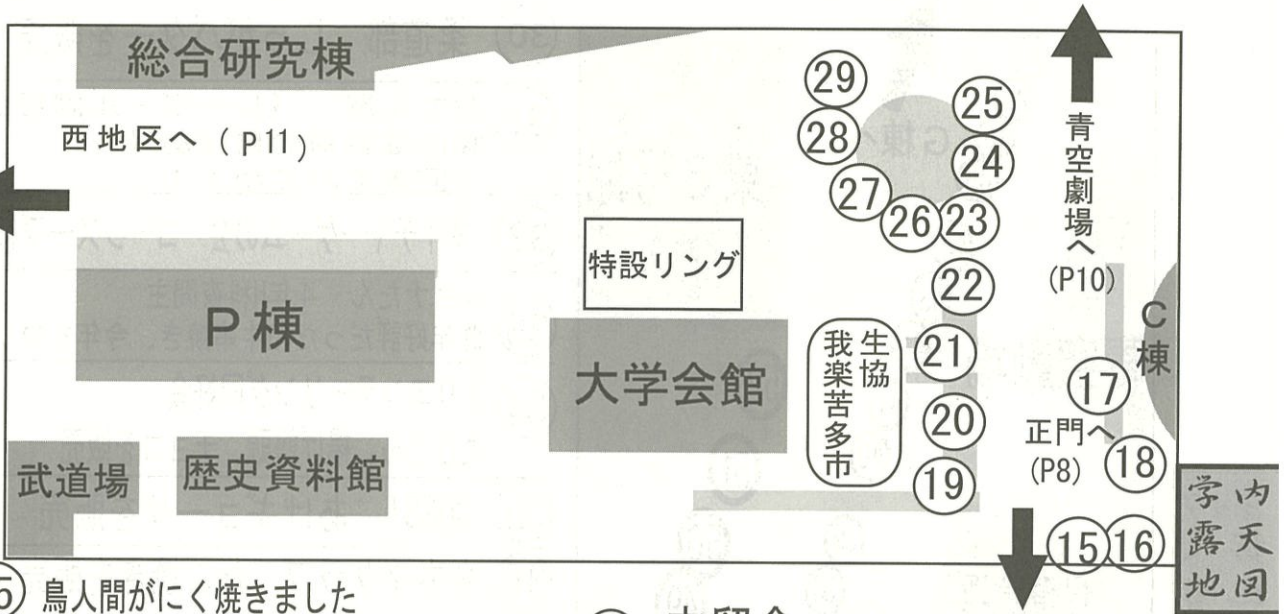 総合研究棟
西地区へ(P11)
P棟
武道場
歴史資料館
特設リング
大学会館
生協
我楽苦多市
29
28
27
26
25
24
23
22
21
20
19
青空劇場へ
(P10)
C棟
17
正門へ
(P8)
18
15
16
学内
露天
地図
鳥人間がにく焼きました